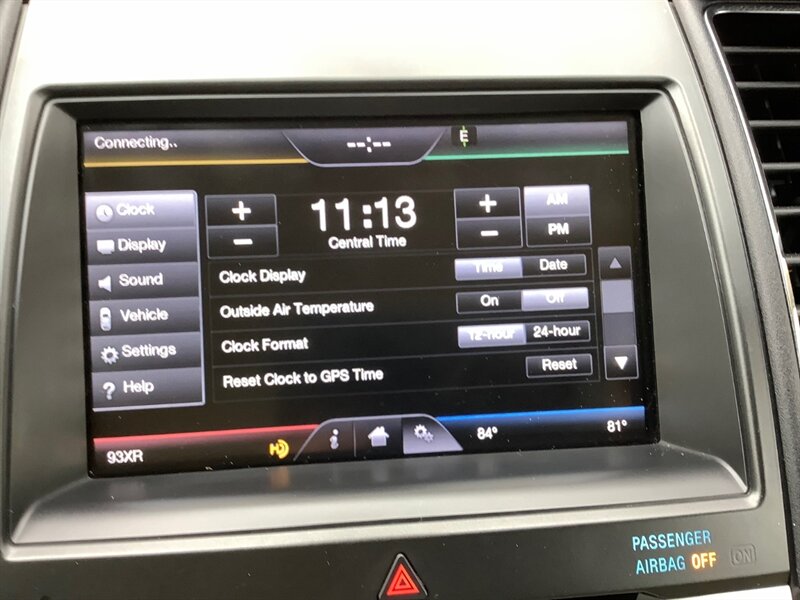 Connecting..
--:--
E
Clock
+
11:13
+
AM
Display
−
Central Time
−
PM
Sound
Clock Display
Time
Date
Vehicle
Outside Air Temperature
On
Off
Settings
Clock Format
12-hour
24-hour
Help
Reset Clock to GPS Time
Reset
93XR
HD
i
84°
81°
PASSENGER
AIRBAG OFF ON